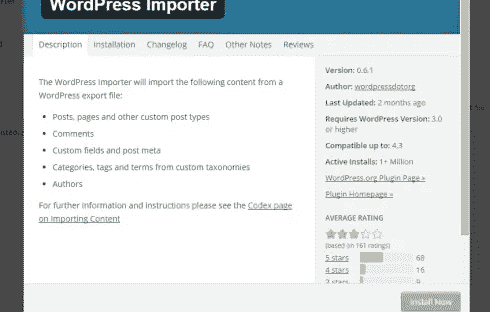 WordPress Importer
Description Installation Changelog FAQ Other Notes Reviews
The WordPress Importer will import the following content from a
WordPress export file:
Posts, pages and other custom post types
Comments
Custom fields and post meta
Categories, tags and terms from custom taxonomies
Authors
For further information and instructions please see the Codex page
on Importing Content
Version: 0.6.1
Author: wordpressdotorg
Last Updated: 2 months ago
Requires WordPress Version: 3.0
or higher
Compatible up to: 4.3
Active Installs: 1+ Million
WordPress.org Plugin Page »
Plugin Homepage »
AVERAGE RATING
(based on 161 ratings)
5 stars 68
4 stars 16
3 stars 9
Install Now